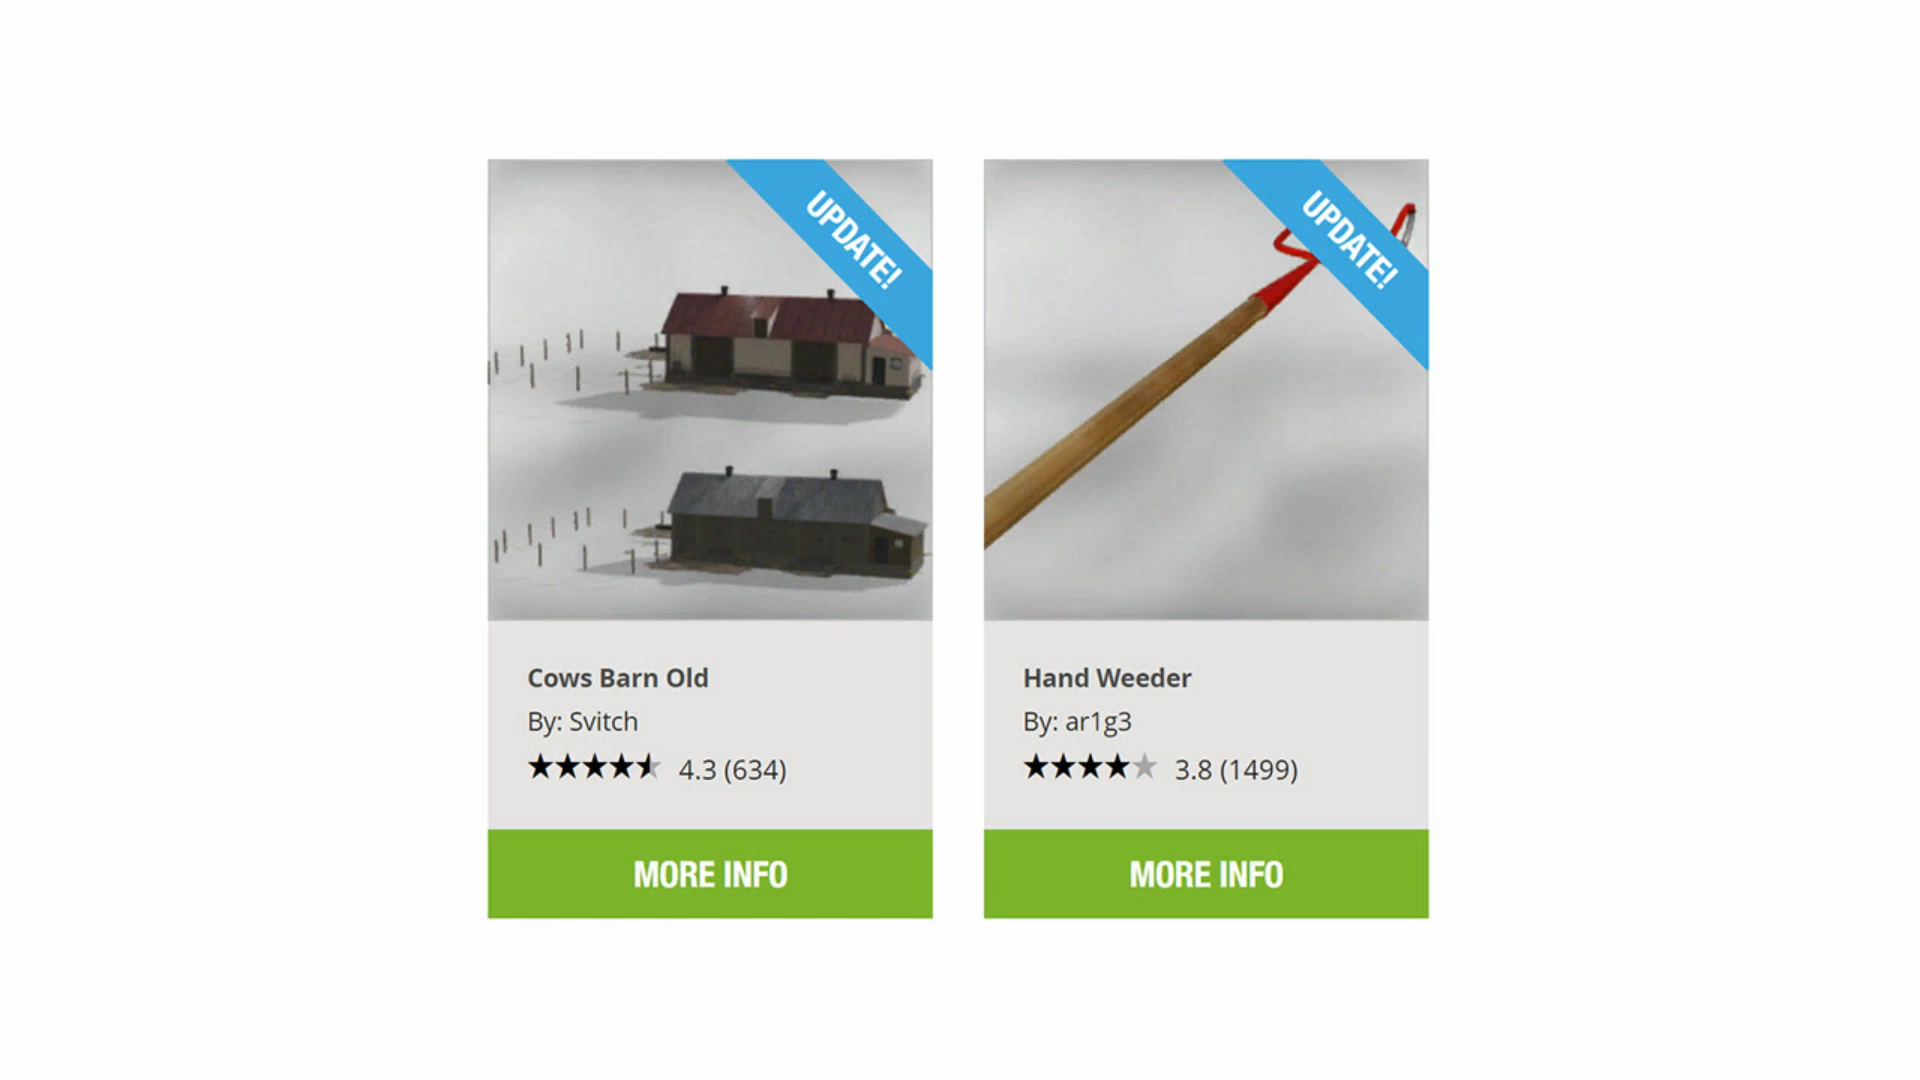 UPDATE!
Cows Barn Old
By: Svitch
4.3 (634)
MORE INFO
UPDATE!
Hand Weeder
By: ar1g3
3.8 (1499)
MORE INFO